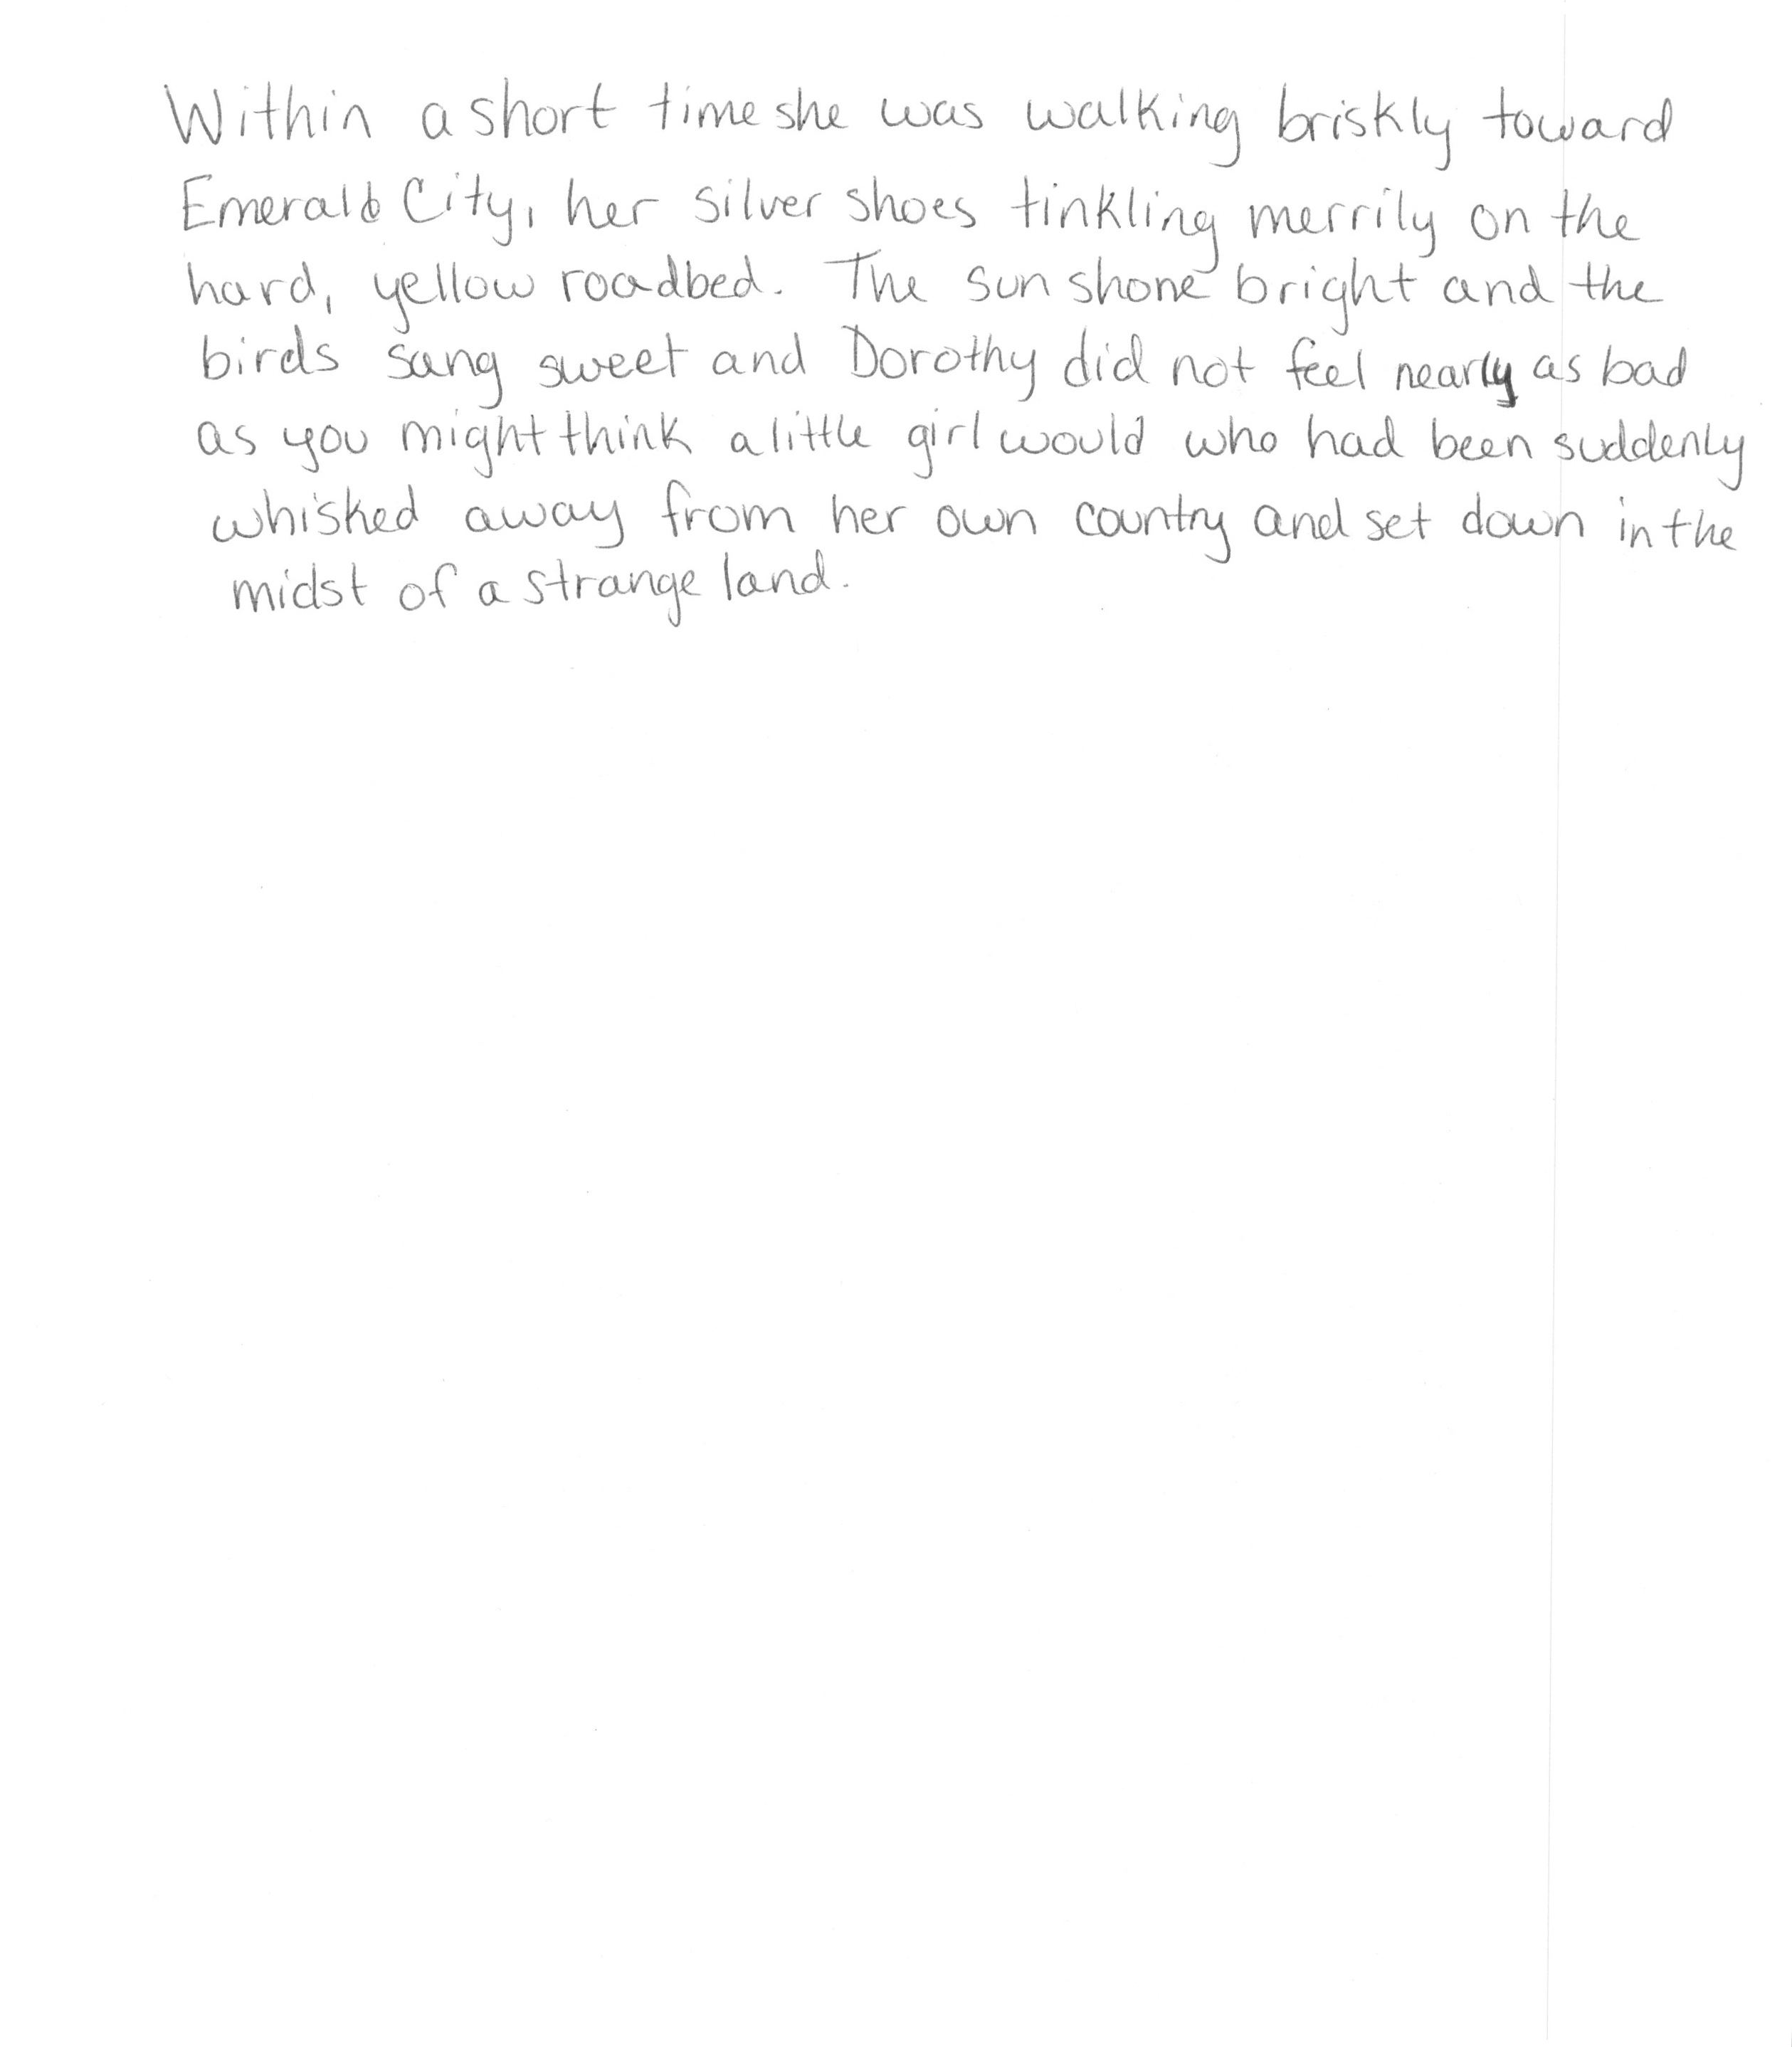 Within a short time she was walking briskly toward
Emerald City, her silver shoes tinkling merrily on the
hard, yellow roadbed. The sun shone bright and the
birds sang sweet and Dorothy did not feel nearly as bad
as you might think a little girl would who had been suddenly
whisked away from her own country and set down in the
midst of a strange land.